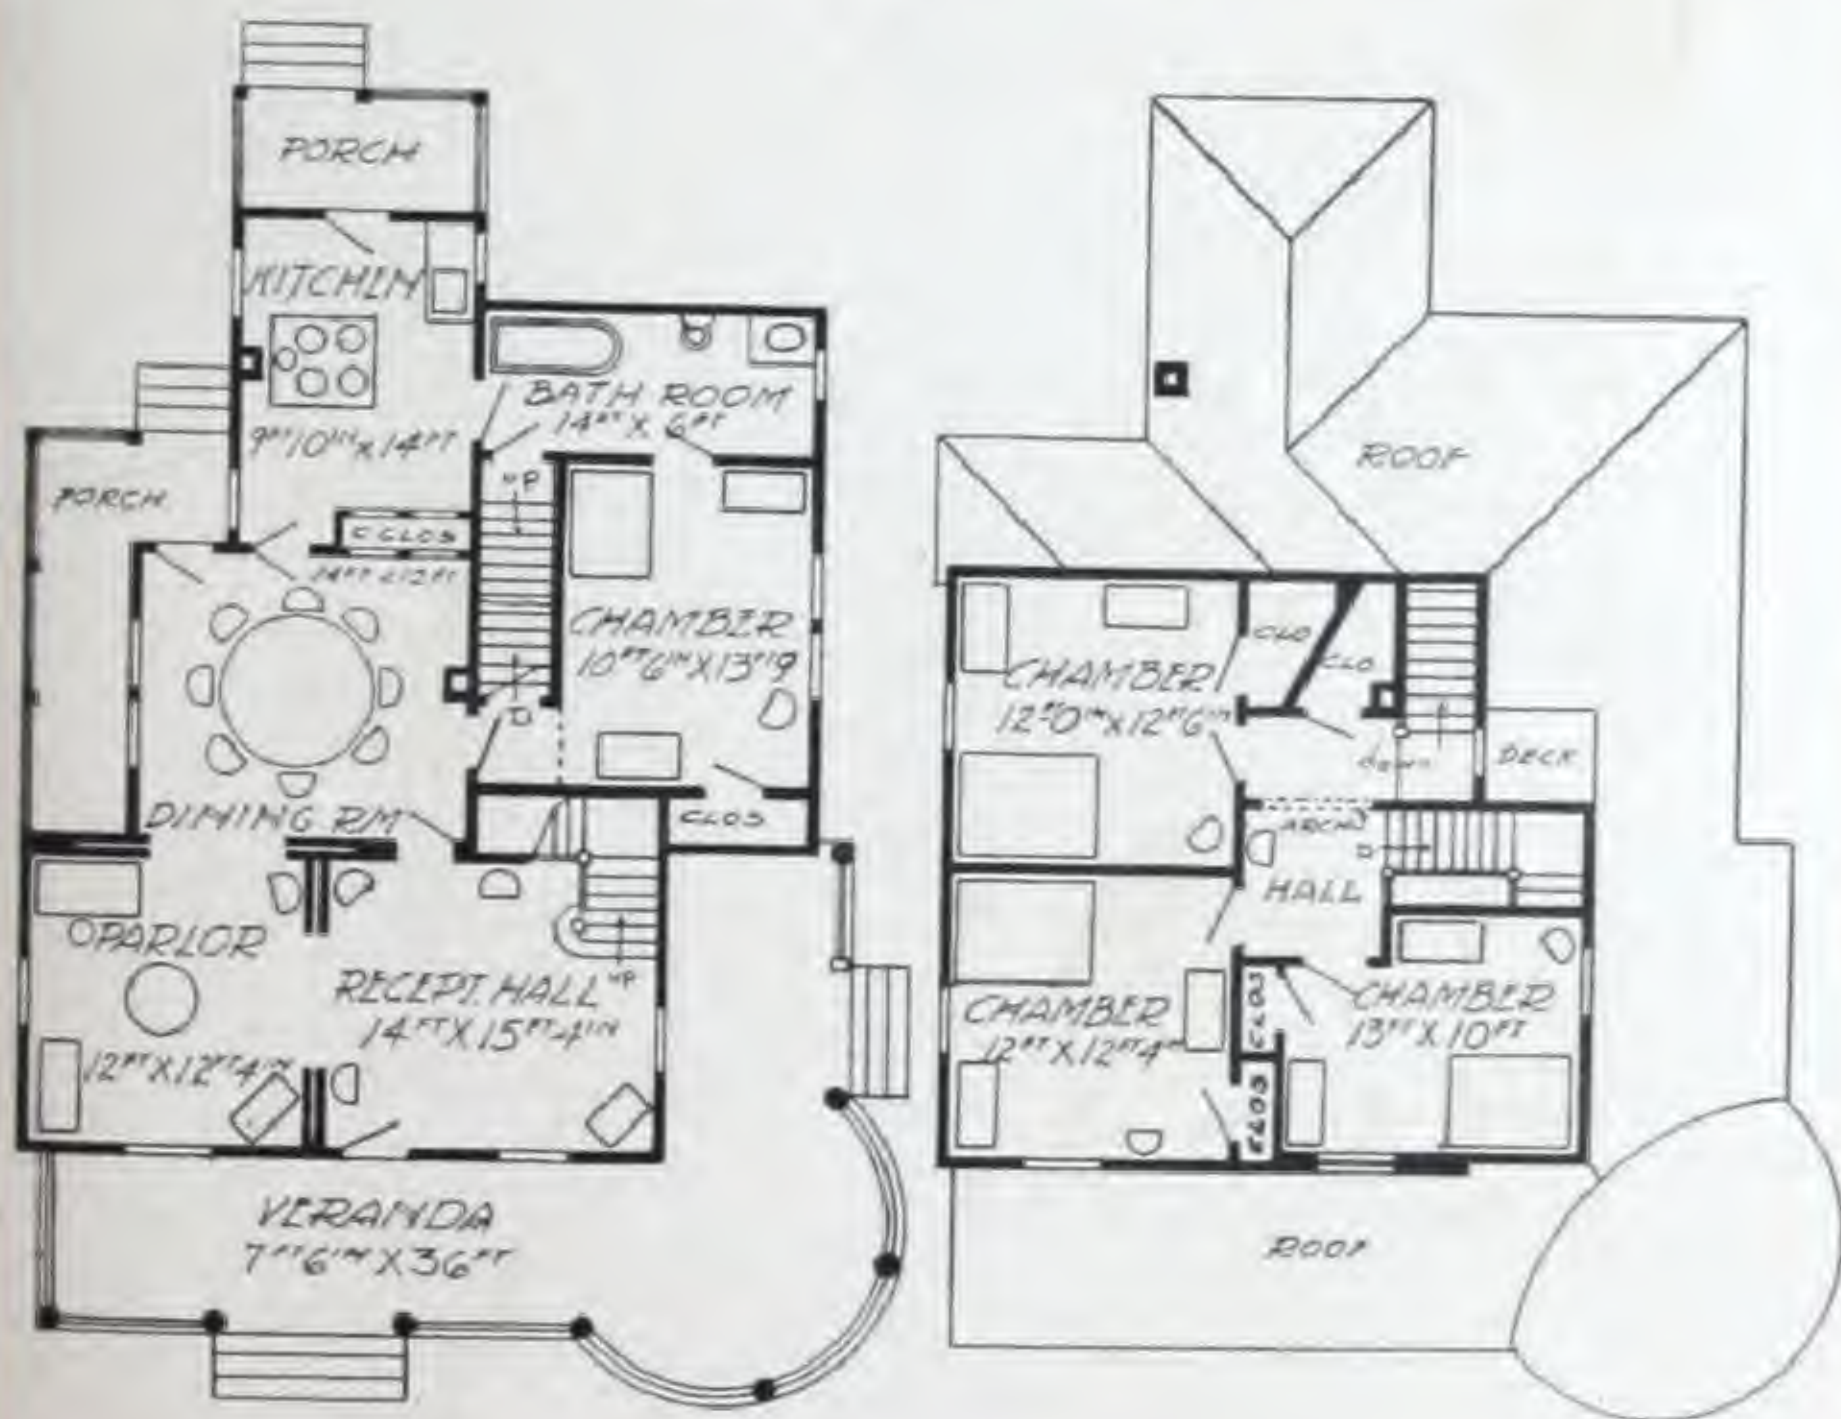 PORCH
KITCHEN
9FT 10IN X 14FT
BATH ROOM
14FT X 6FT
UP
PORCH
C CLOS
14FT X 12FT
CHAMBER
10FT 6IN X 13FT 9
D
DINING RM
CLOS
PARLOR
12FT X 12FT 4IN
RECEPT. HALL
14FT X 15FT-4IN
UP
VERANDA
7FT 6IN X 36FT
ROOF
CLO
CLO
CHAMBER
12FT 0IN X 12FT 6IN
down
DECK
ARCH
D
HALL
CHAMBER
12FT X 12FT 4IN
CLOS
CHAMBER
13FT X 10FT
CLOS
ROOF